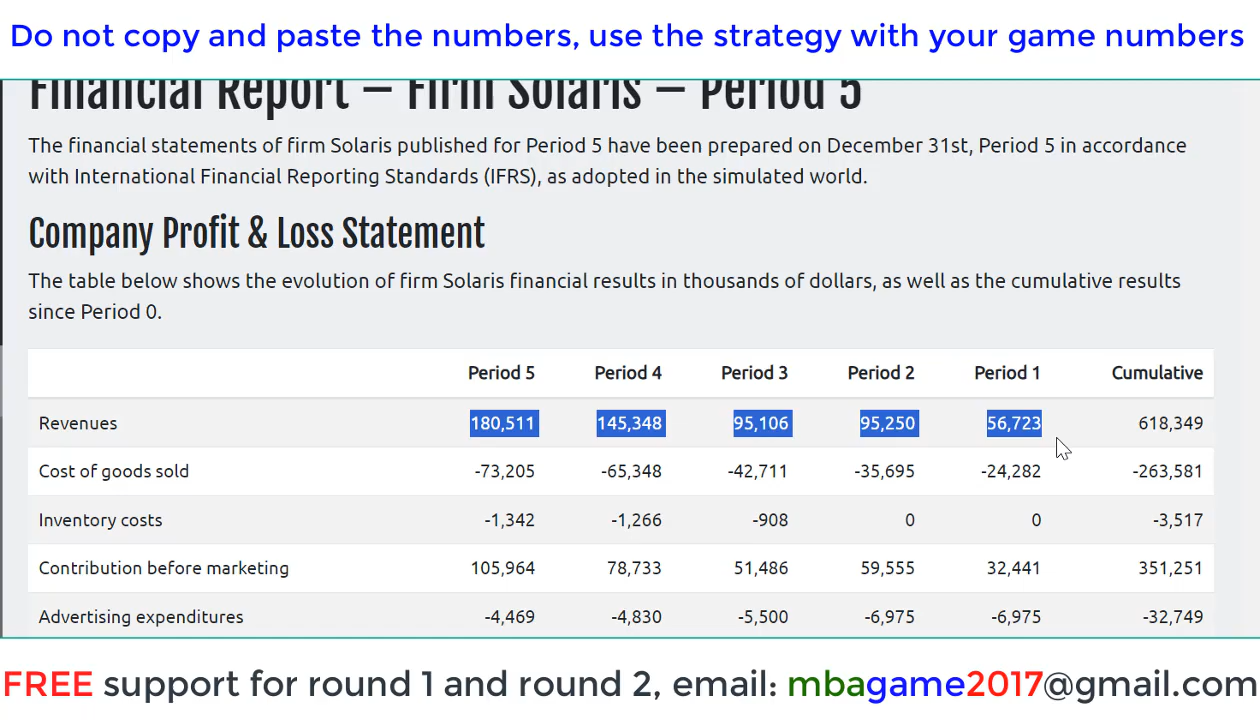 Do not copy and paste the numbers, use the strategy with your game numbers
Financial Report – Firm Solaris – Period 5
The financial statements of firm Solaris published for Period 5 have been prepared on December 31st, Period 5 in accordance
with International Financial Reporting Standards (IFRS), as adopted in the simulated world.
Company Profit & Loss Statement
The table below shows the evolution of firm Solaris financial results in thousands of dollars, as well as the cumulative results
since Period 0.
Period 5 Period 4 Period 3 Period 2 Period 1 Cumulative
Revenues 180,511 145,348 95,106 95,250 56,723 618,349
Cost of goods sold -73,205 -65,348 -42,711 -35,695 -24,282 -263,581
Inventory costs -1,342 -1,266 -908 0 0 -3,517
Contribution before marketing 105,964 78,733 51,486 59,555 32,441 351,251
Advertising expenditures -4,469 -4,830 -5,500 -6,975 -6,975 -32,749
FREE support for round 1 and round 2, email: mbagame2017@gmail.com